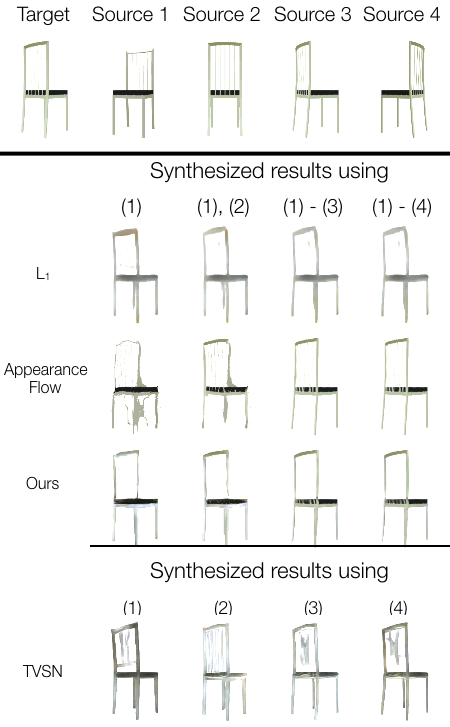 Target Source 1 Source 2 Source 3 Source 4
Synthesized results using
(1) (1), (2) (1) - (3) (1) - (4)
L₁
Appearance
Flow
Ours
Synthesized results using
(1) (2) (3) (4)
TVSN